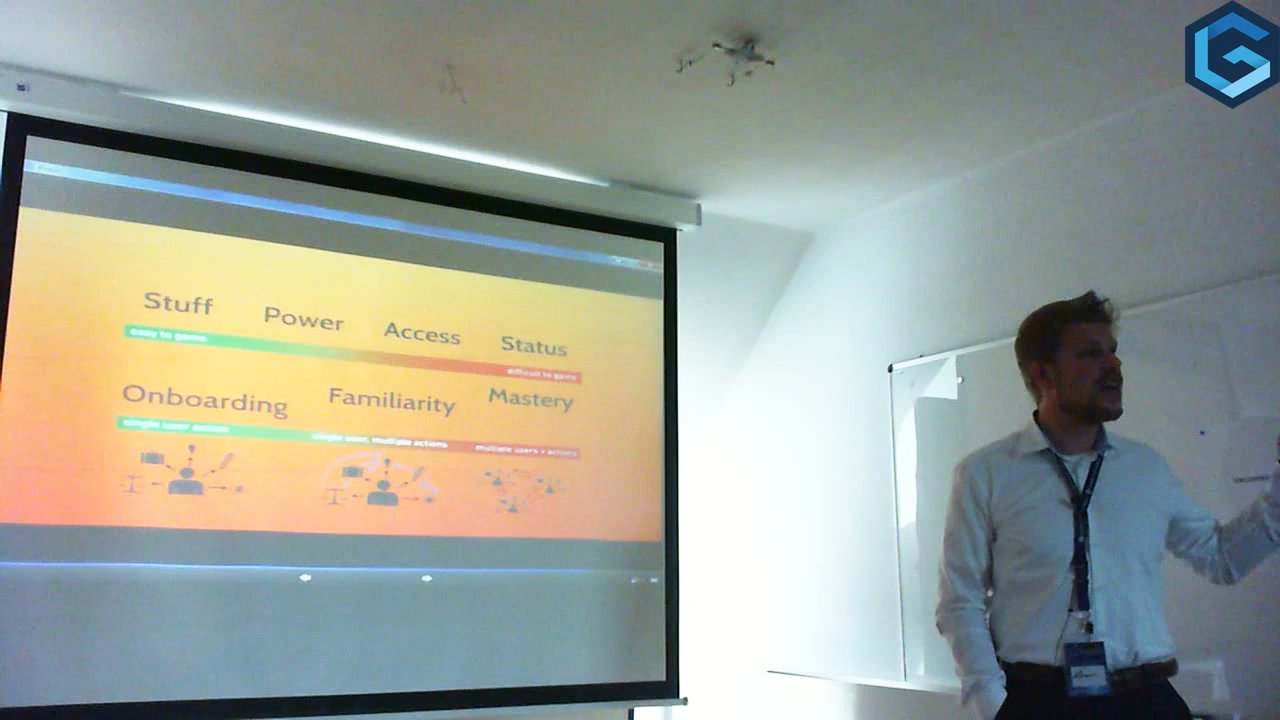 Stuff Power Access Status
easy to game difficult to game
Onboarding Familiarity Mastery
single user action single user, multiple actions multiple users + actions